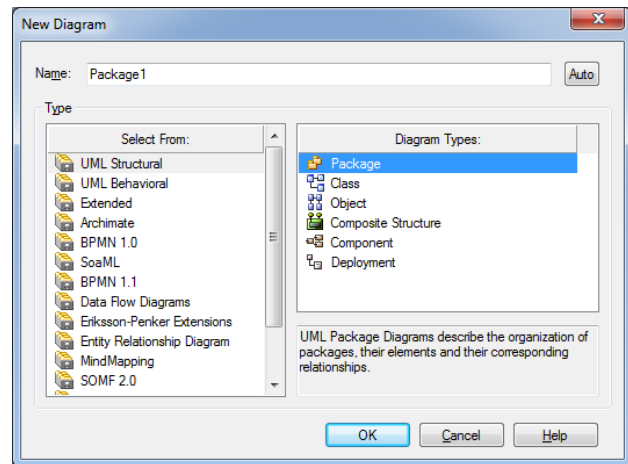 New Diagram
Name: Package1 Auto
Type
Select From:
UML Structural
UML Behavioral
Extended
Archimate
BPMN 1.0
SoaML
BPMN 1.1
Data Flow Diagrams
Eriksson-Penker Extensions
Entity Relationship Diagram
MindMapping
SOMF 2.0
Diagram Types:
Package
Class
Object
Composite Structure
Component
Deployment
UML Package Diagrams describe the organization of
packages, their elements and their corresponding
relationships.
OK Cancel Help